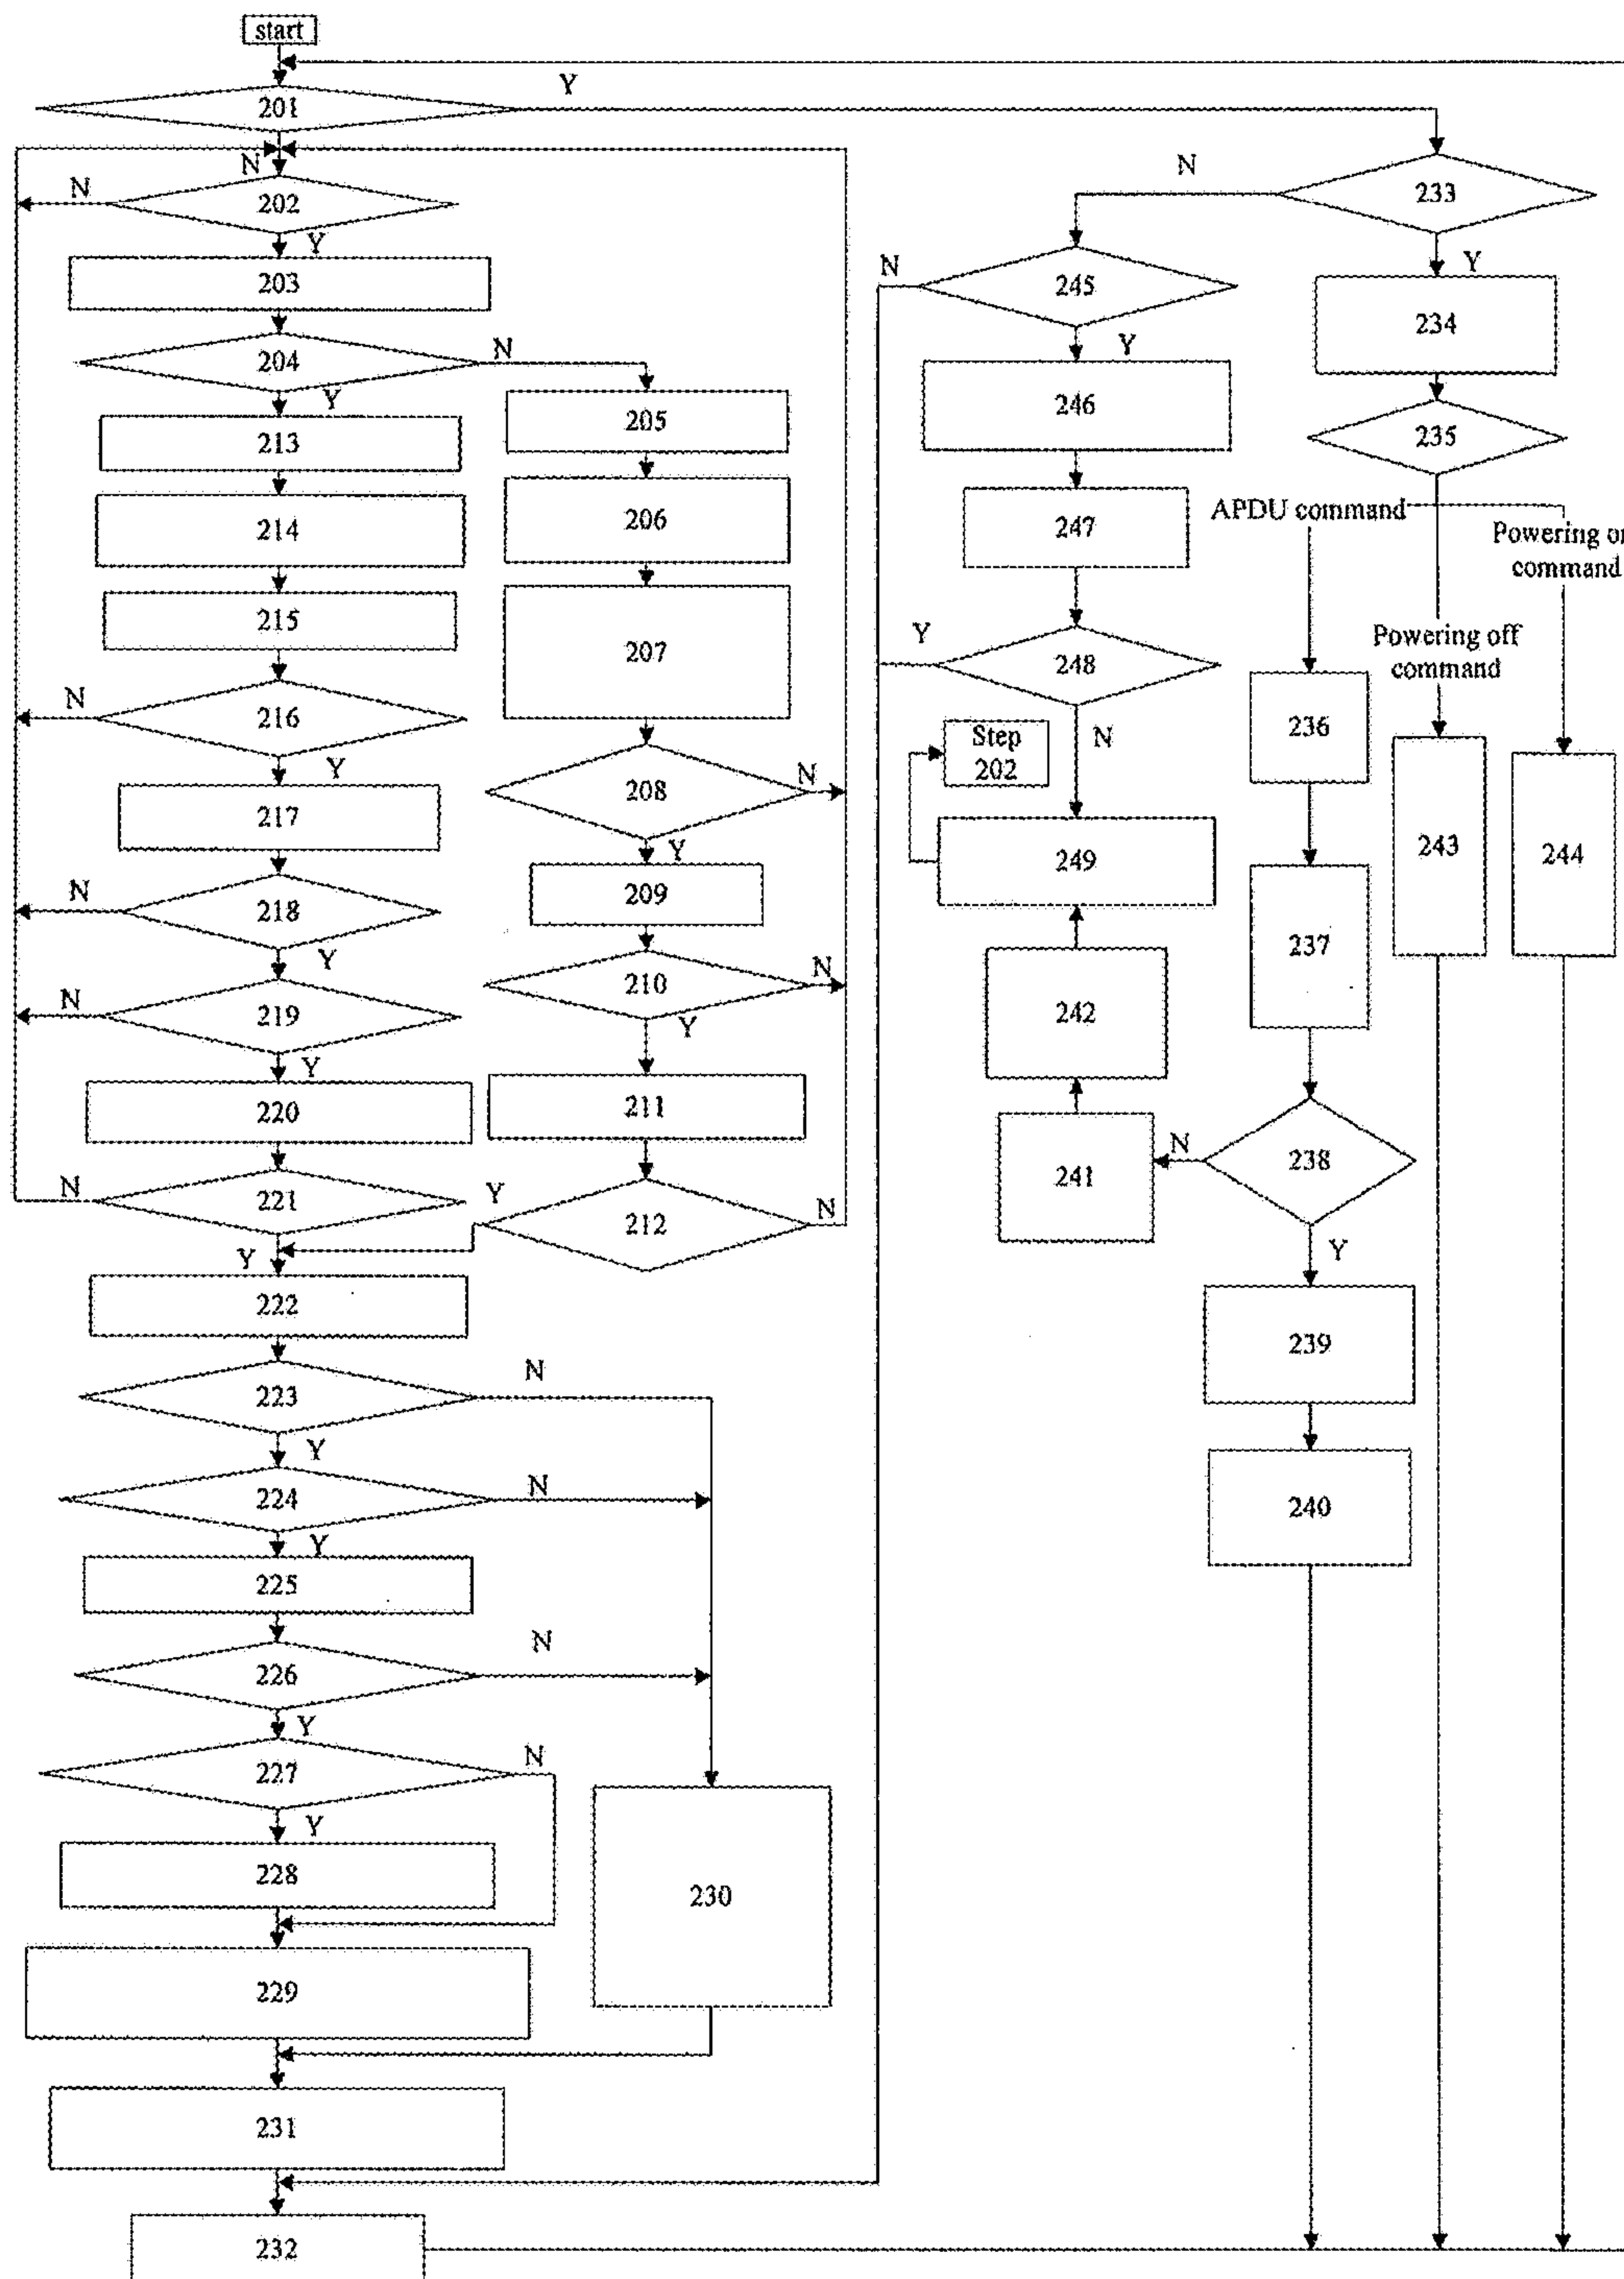 start
Y
201
N
N
202
Y
203
204
N
Y
213
214
215
N
216
Y
217
N
218
Y
N
219
Y
220
N
221
Y
205
206
207
208
N
Y
209
210
N
Y
211
Y
212
N
222
223
N
Y
224
N
Y
225
226
N
Y
227
N
Y
228
229
230
231
232
N
233
Y
N
245
Y
246
247
Y
248
N
Step
202
249
242
241
234
235
APDU command
Powering
command
Powering off
command
236
237
N
238
Y
239
240
243
244